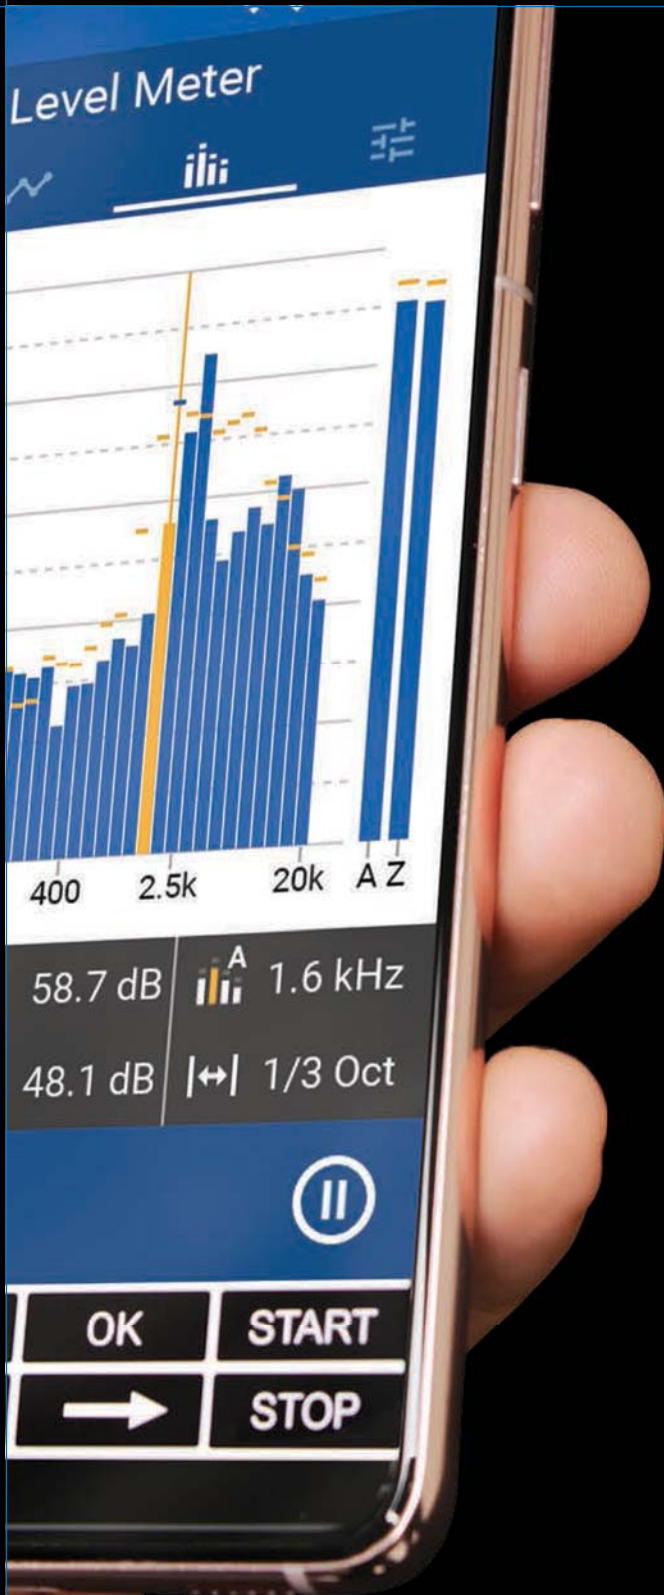 Level Meter
400 2.5k 20k A Z
58.7 dB A 1.6 kHz
48.1 dB 1/3 Oct
OK START
STOP